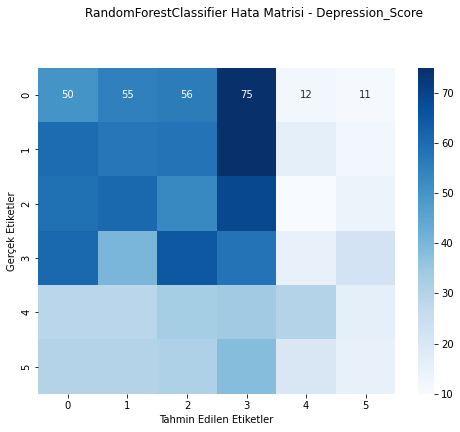 RandomForestClassifier Hata Matrisi - Depression_Score
0 50 55 56 75 12 11
1
2
3
4
5
0 1 2 3 4 5
Gerçek Etiketler
Tahmin Edilen Etiketler
70
60
50
40
30
20
10